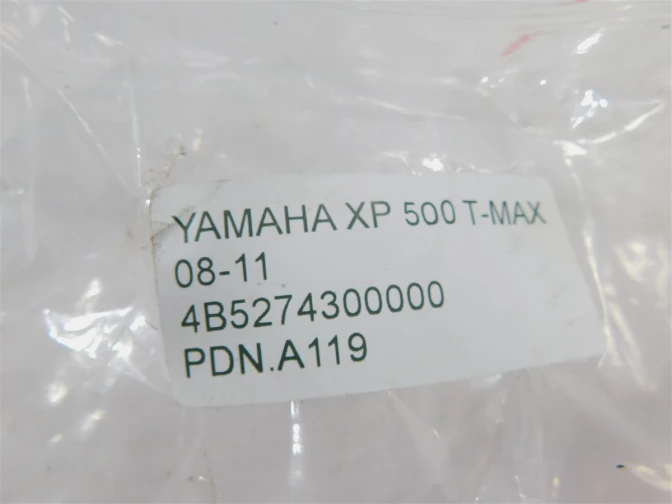 YAMAHA XP 500 T-MAX
08-11
4B5274300000
PDN.A119